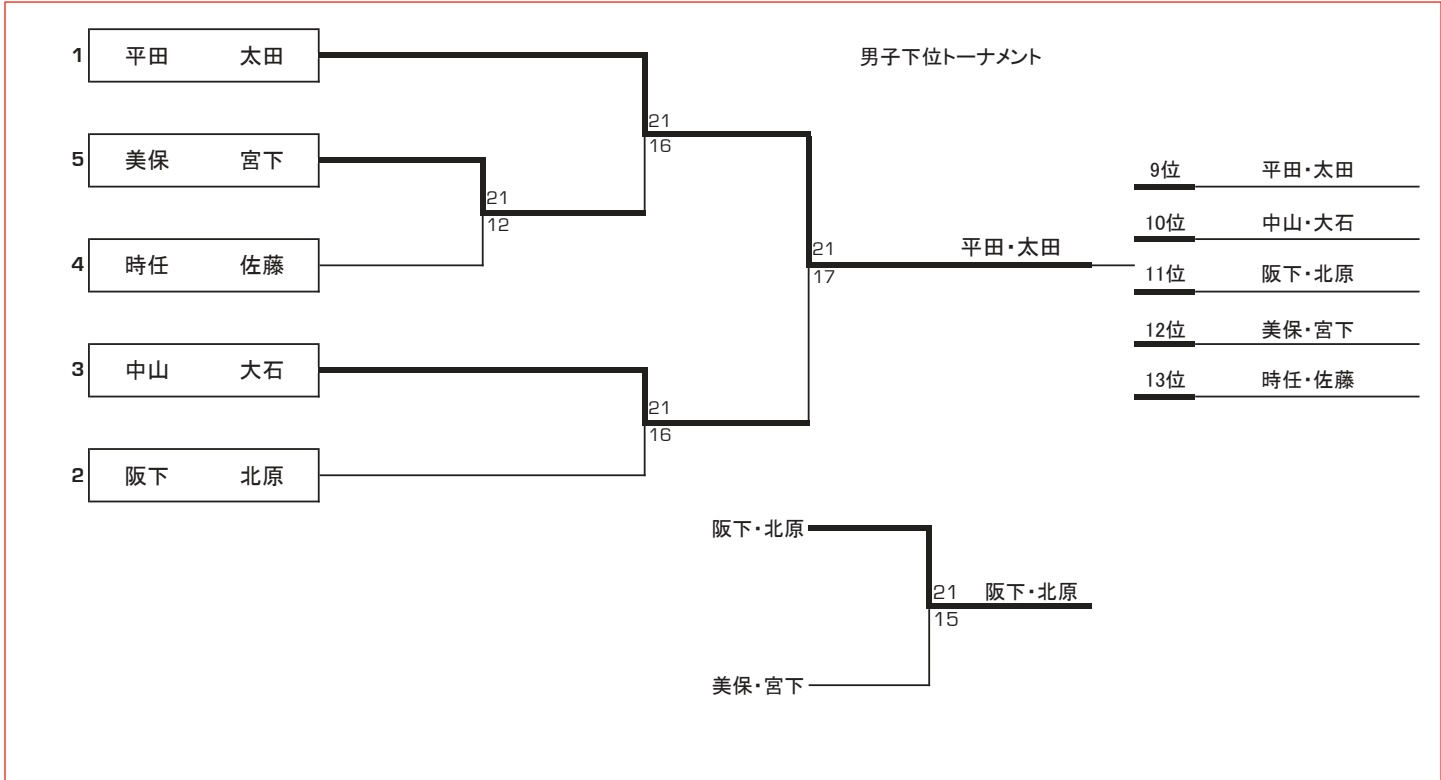 男子下位トーナメント
1 平田 太田
21
16
5 美保 宮下
21
12
4 時任 佐藤
平田・太田
21
17
3 中山 大石
21
16
2 阪下 北原
9位 平田・太田
10位 中山・大石
11位 阪下・北原
12位 美保・宮下
13位 時任・佐藤
阪下・北原
21 阪下・北原
15
美保・宮下